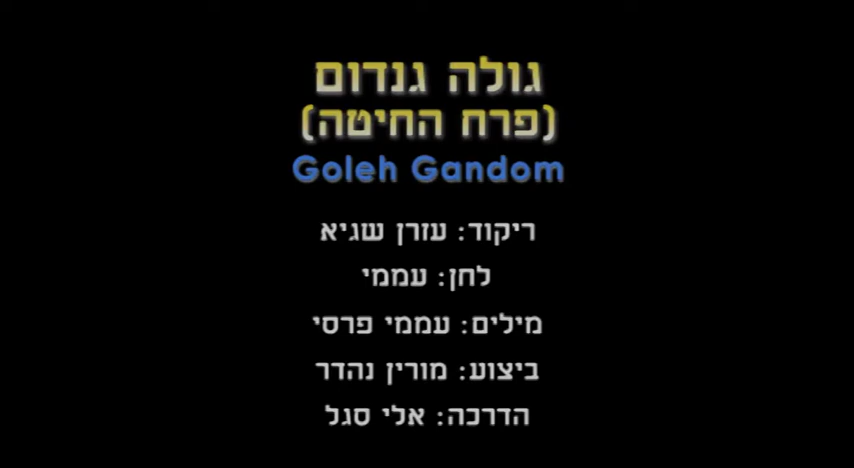 גולה גנדום
(פרח החיטה)
Goleh Gandom
ריקוד: עזרן שגיא
לחן: עממי
מילים: עממי פרסי
ביצוע: מורין נהדר
הדרכה: אלי סגל